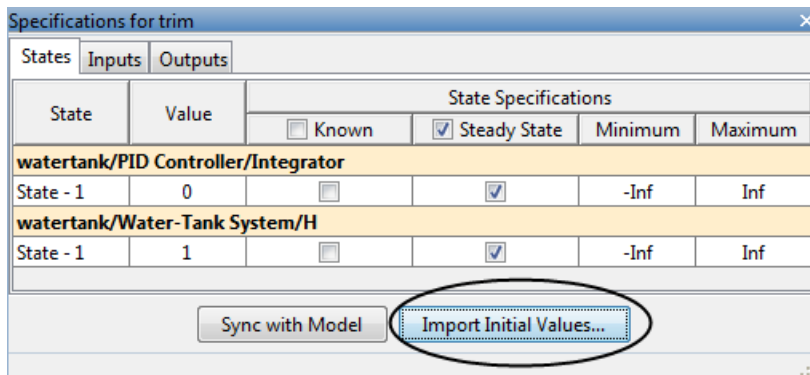 Specifications for trim
States Inputs Outputs
State Value State Specifications
Known Steady State Minimum Maximum
watertank/PID Controller/Integrator
State - 1 0 -Inf Inf
watertank/Water-Tank System/H
State - 1 1 -Inf Inf
Sync with Model Import Initial Values...